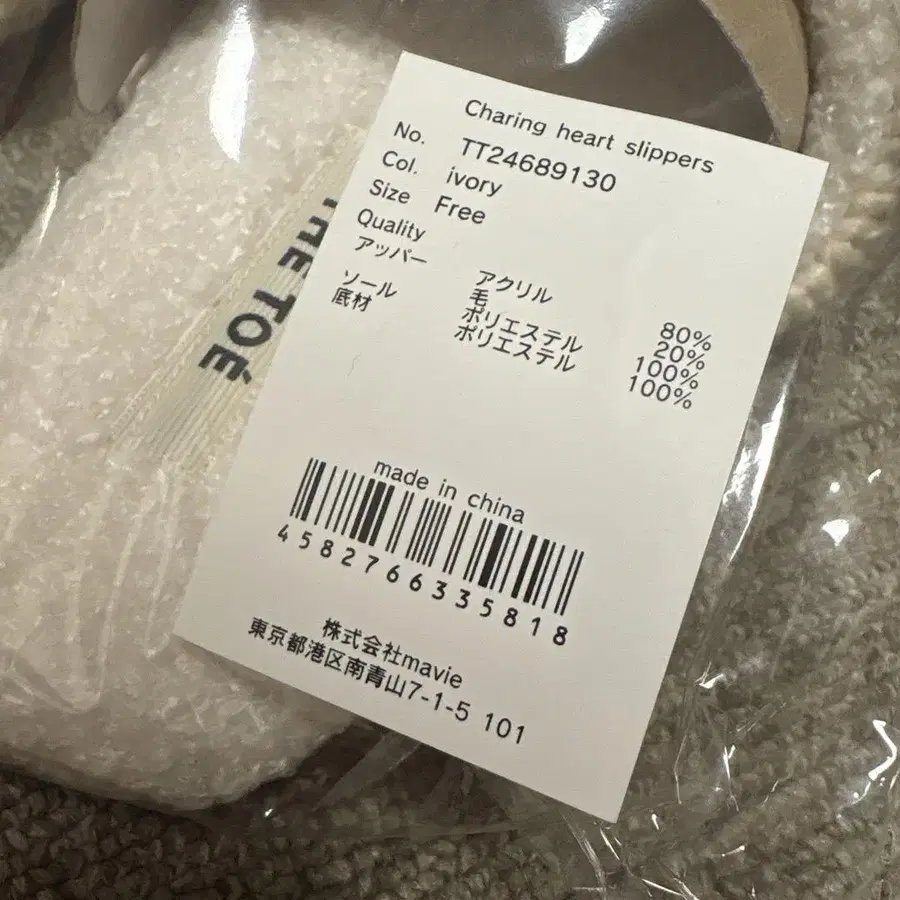 Charing heart slippers
No. TT24689130
Col. ivory
Size Free
Quality
アッパー アクリル 80%
毛 20%
ソール ポリエステル 100%
底材 ポリエステル 100%
made in china
4582766335818
株式会社mavie
東京都港区南青山7-1-5 101
THE TOÉ